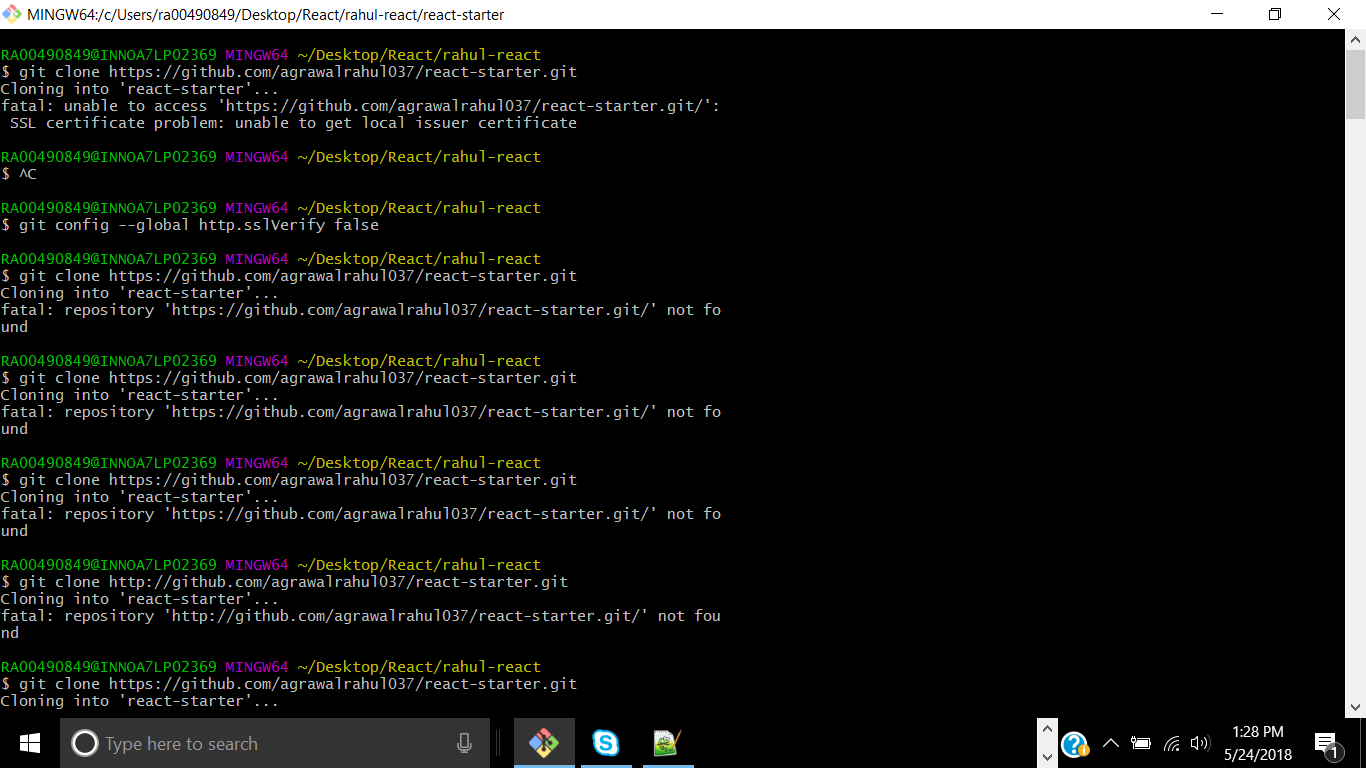 MINGW64:/c/Users/ra00490849/Desktop/React/rahul-react/react-starter
RA00490849@INNOA7LP02369 MINGW64 ~/Desktop/React/rahul-react
$ git clone https://github.com/agrawalrahul037/react-starter.git
Cloning into 'react-starter'...
fatal: unable to access 'https://github.com/agrawalrahul037/react-starter.git/':
 SSL certificate problem: unable to get local issuer certificate
RA00490849@INNOA7LP02369 MINGW64 ~/Desktop/React/rahul-react
$ ^C
RA00490849@INNOA7LP02369 MINGW64 ~/Desktop/React/rahul-react
$ git config --global http.sslVerify false
RA00490849@INNOA7LP02369 MINGW64 ~/Desktop/React/rahul-react
$ git clone https://github.com/agrawalrahul037/react-starter.git
Cloning into 'react-starter'...
fatal: repository 'https://github.com/agrawalrahul037/react-starter.git/' not fo
und
RA00490849@INNOA7LP02369 MINGW64 ~/Desktop/React/rahul-react
$ git clone https://github.com/agrawalrahul037/react-starter.git
Cloning into 'react-starter'...
fatal: repository 'https://github.com/agrawalrahul037/react-starter.git/' not fo
und
RA00490849@INNOA7LP02369 MINGW64 ~/Desktop/React/rahul-react
$ git clone https://github.com/agrawalrahul037/react-starter.git
Cloning into 'react-starter'...
fatal: repository 'https://github.com/agrawalrahul037/react-starter.git/' not fo
und
RA00490849@INNOA7LP02369 MINGW64 ~/Desktop/React/rahul-react
$ git clone http://github.com/agrawalrahul037/react-starter.git
Cloning into 'react-starter'...
fatal: repository 'http://github.com/agrawalrahul037/react-starter.git/' not fou
nd
RA00490849@INNOA7LP02369 MINGW64 ~/Desktop/React/rahul-react
$ git clone https://github.com/agrawalrahul037/react-starter.git
Cloning into 'react-starter'...
Type here to search
1:28 PM
5/24/2018
1